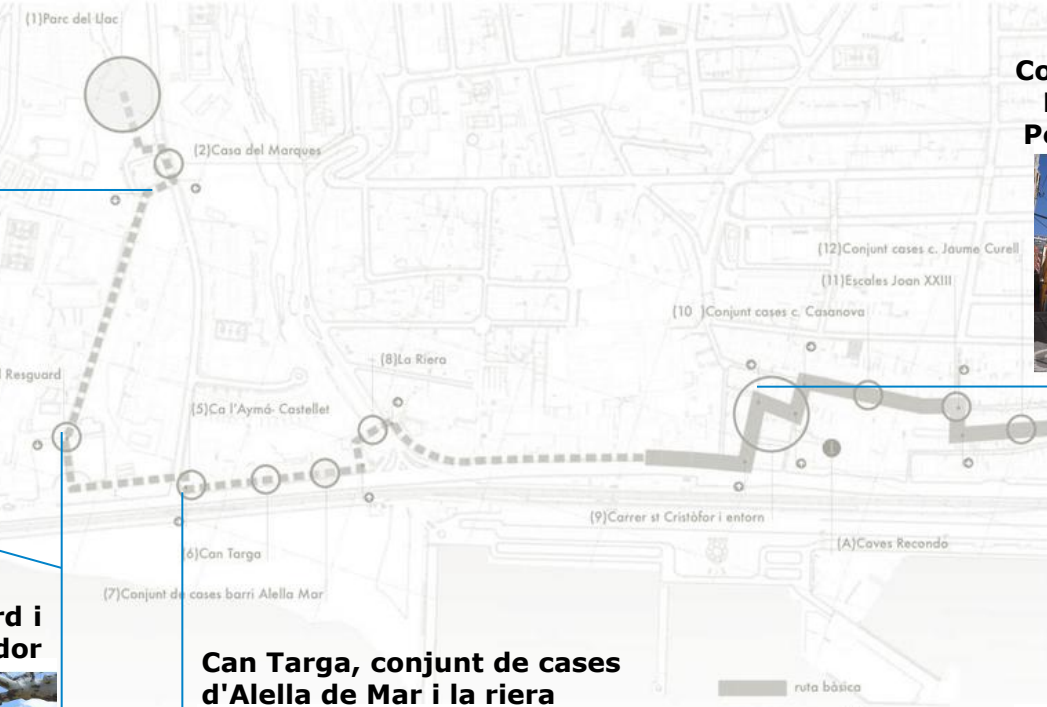 (1)Parc del Llac
Co
P
(2)Casa del Marques
(12)Conjunt cases c. Jaume Curell
(11)Escales Joan XXIII
(10 )Conjunt cases c. Casanova
(8)La Riera
l Resguard
(5)Ca l'Aymó- Castellet
(9)Carrer st Cristòfor i entorn
(6)Can Targa
(A)Caves Recondo
(7)Conjunt de cases barri Alella Mar
rd i
dor
Can Targa, conjunt de cases
d'Alella de Mar i la riera
ruta bàsica